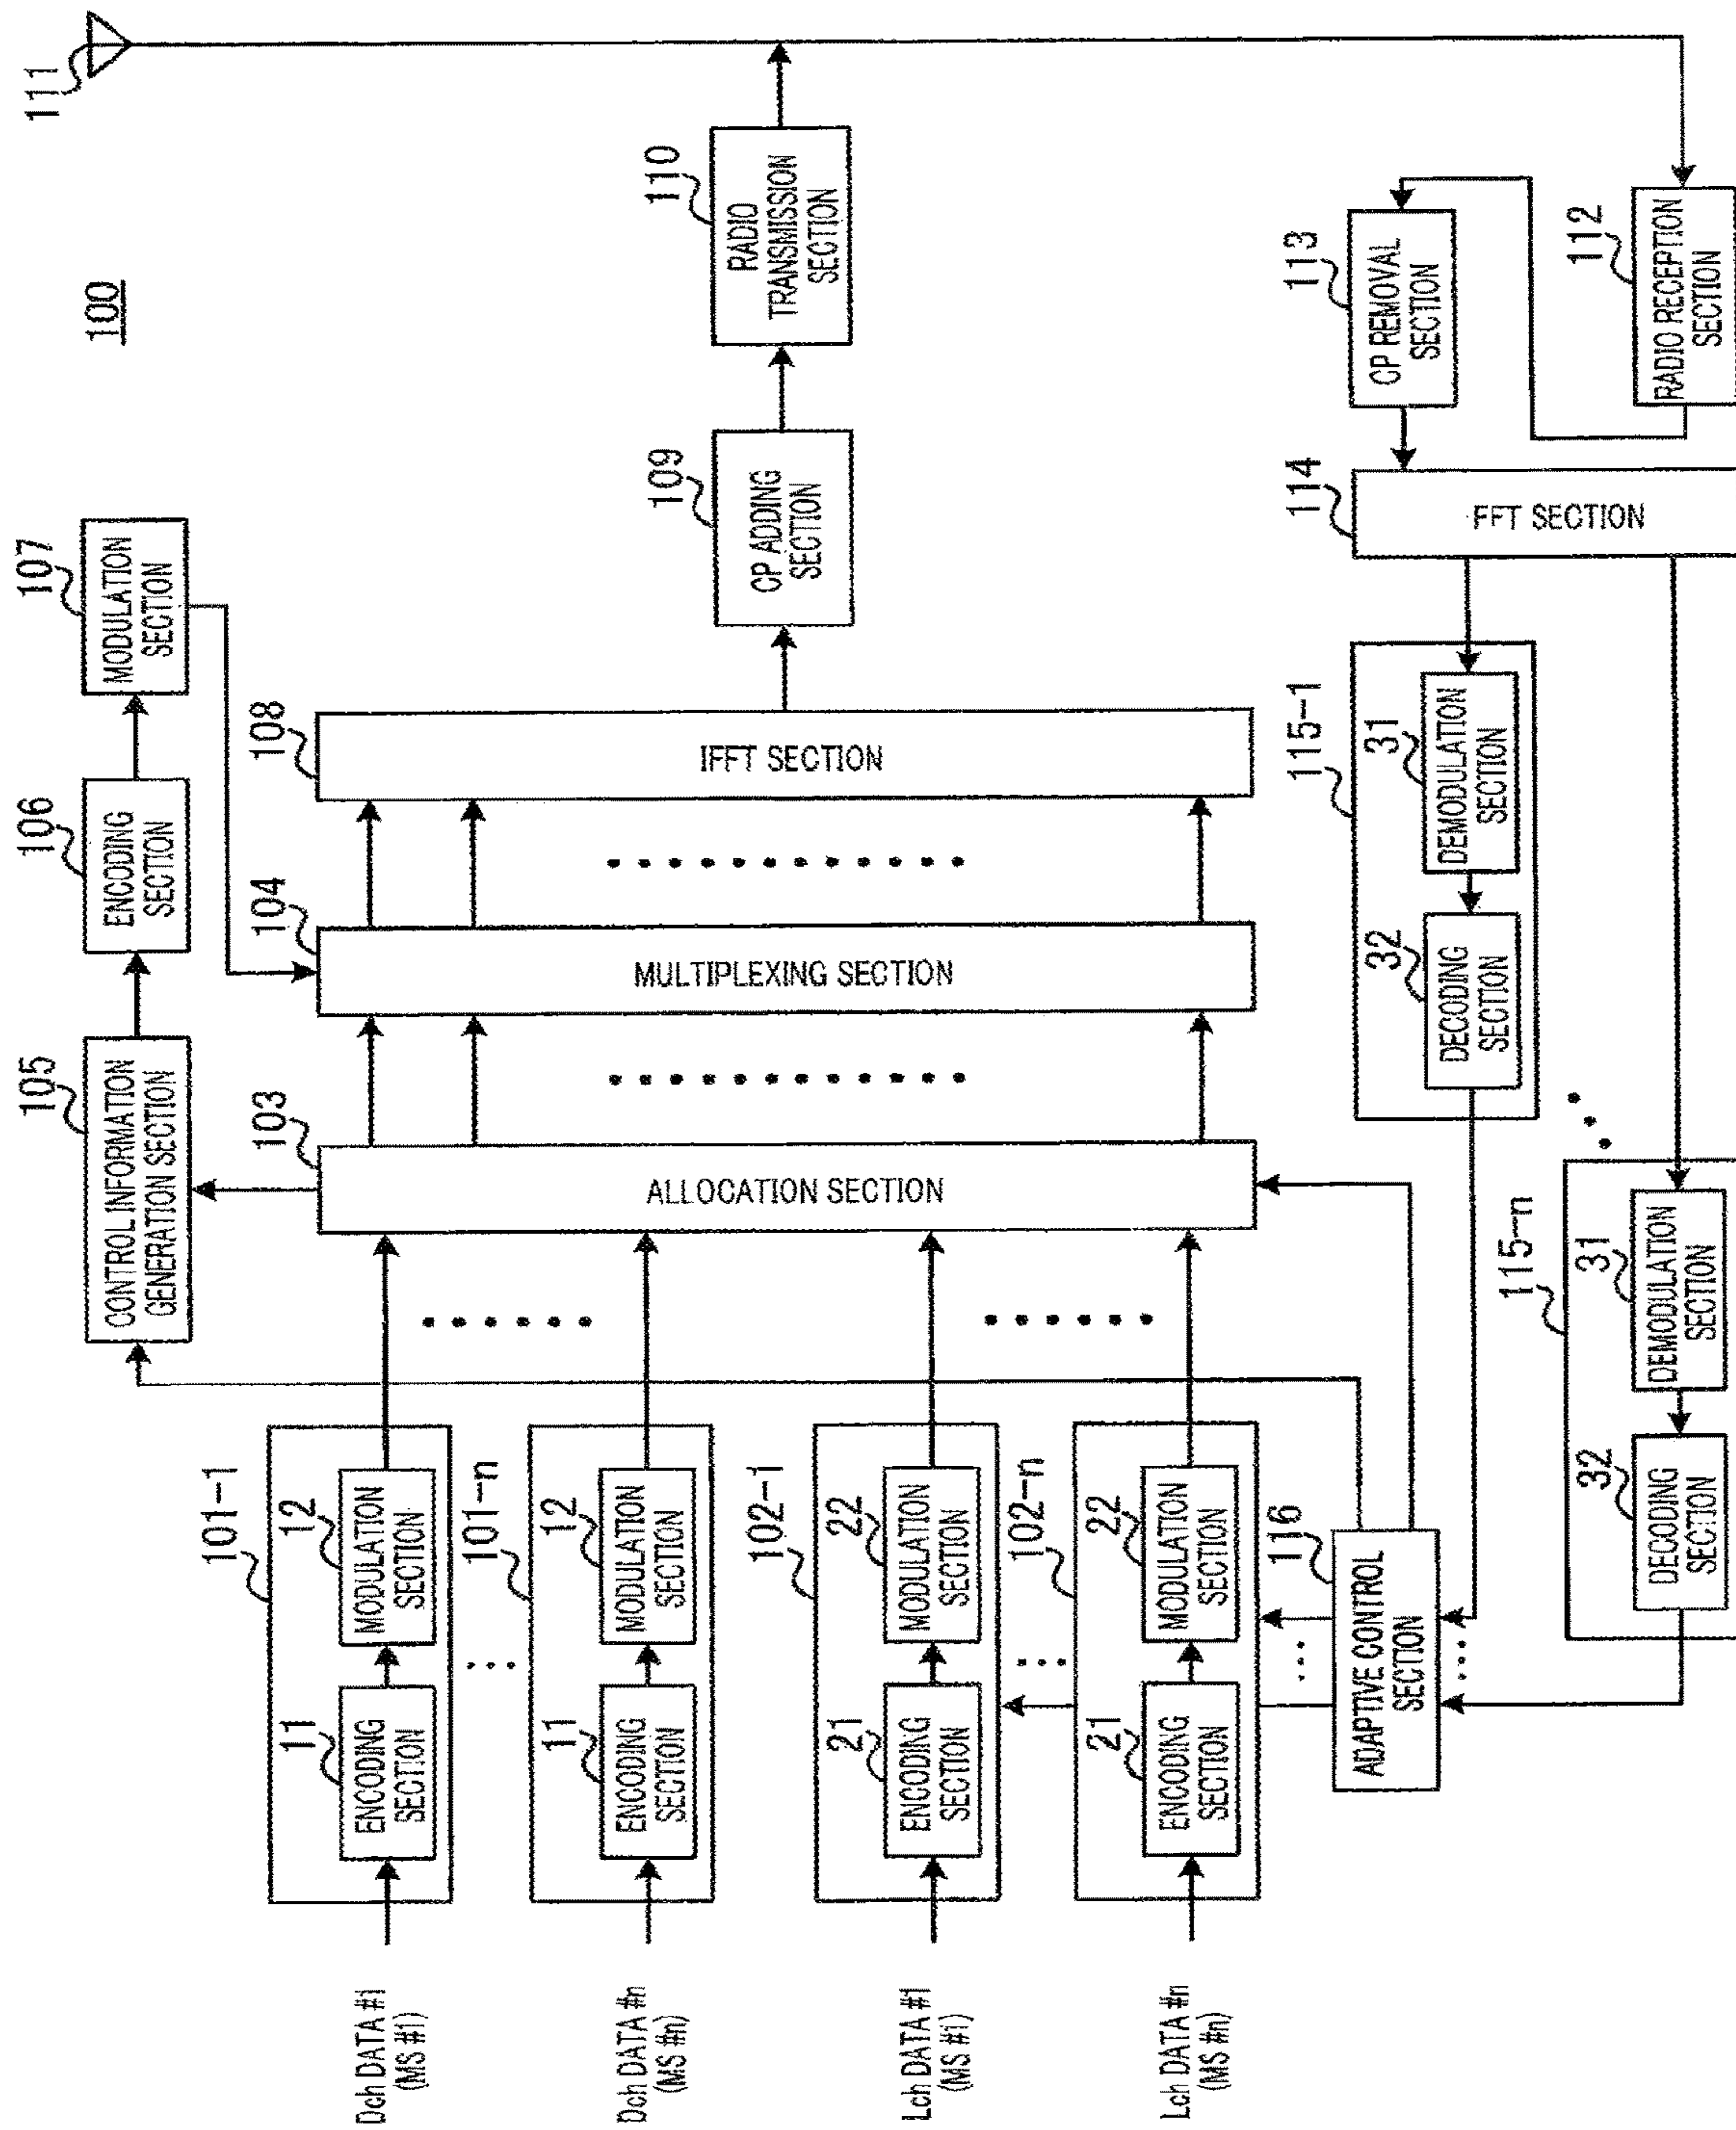 100
111
101-1
11
ENCODING
SECTION
12
MODULATION
SECTION
Dch DATA #1
(MS #1)
101-n
11
ENCODING
SECTION
12
MODULATION
SECTION
Dch DATA #n
(MS #n)
102-1
21
ENCODING
SECTION
22
MODULATION
SECTION
Lch DATA #1
(MS #1)
102-n
21
ENCODING
SECTION
22
MODULATION
SECTION
Lch DATA #n
(MS #n)
103
ALLOCATION SECTION
104
MULTIPLEXING SECTION
105
CONTROL INFORMATION
GENERATION SECTION
106
ENCODING
SECTION
107
MODULATION
SECTION
108
IFFT SECTION
109
CP ADDING
SECTION
110
RADIO
TRANSMISSION
SECTION
112
RADIO RECEPTION
SECTION
113
CP REMOVAL
SECTION
114
FFT SECTION
115-1
31
DEMODULATION
SECTION
32
DECODING
SECTION
115-n
31
DEMODULATION
SECTION
32
DECODING
SECTION
116
ADAPTIVE CONTROL
SECTION